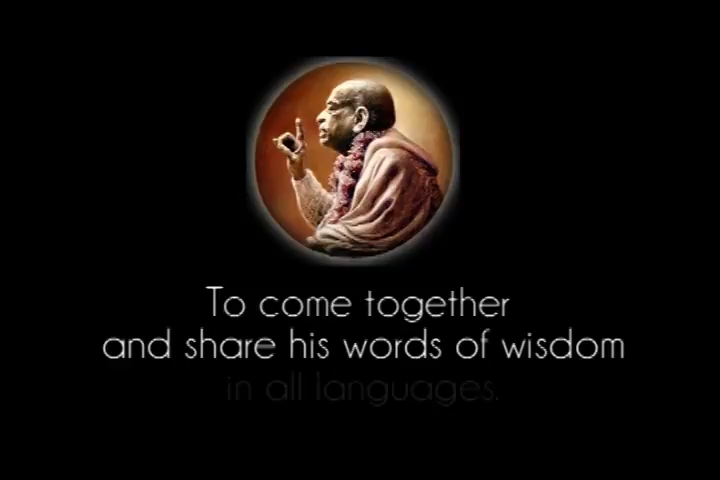 To come together
and share his words of wisdom
in all languages.